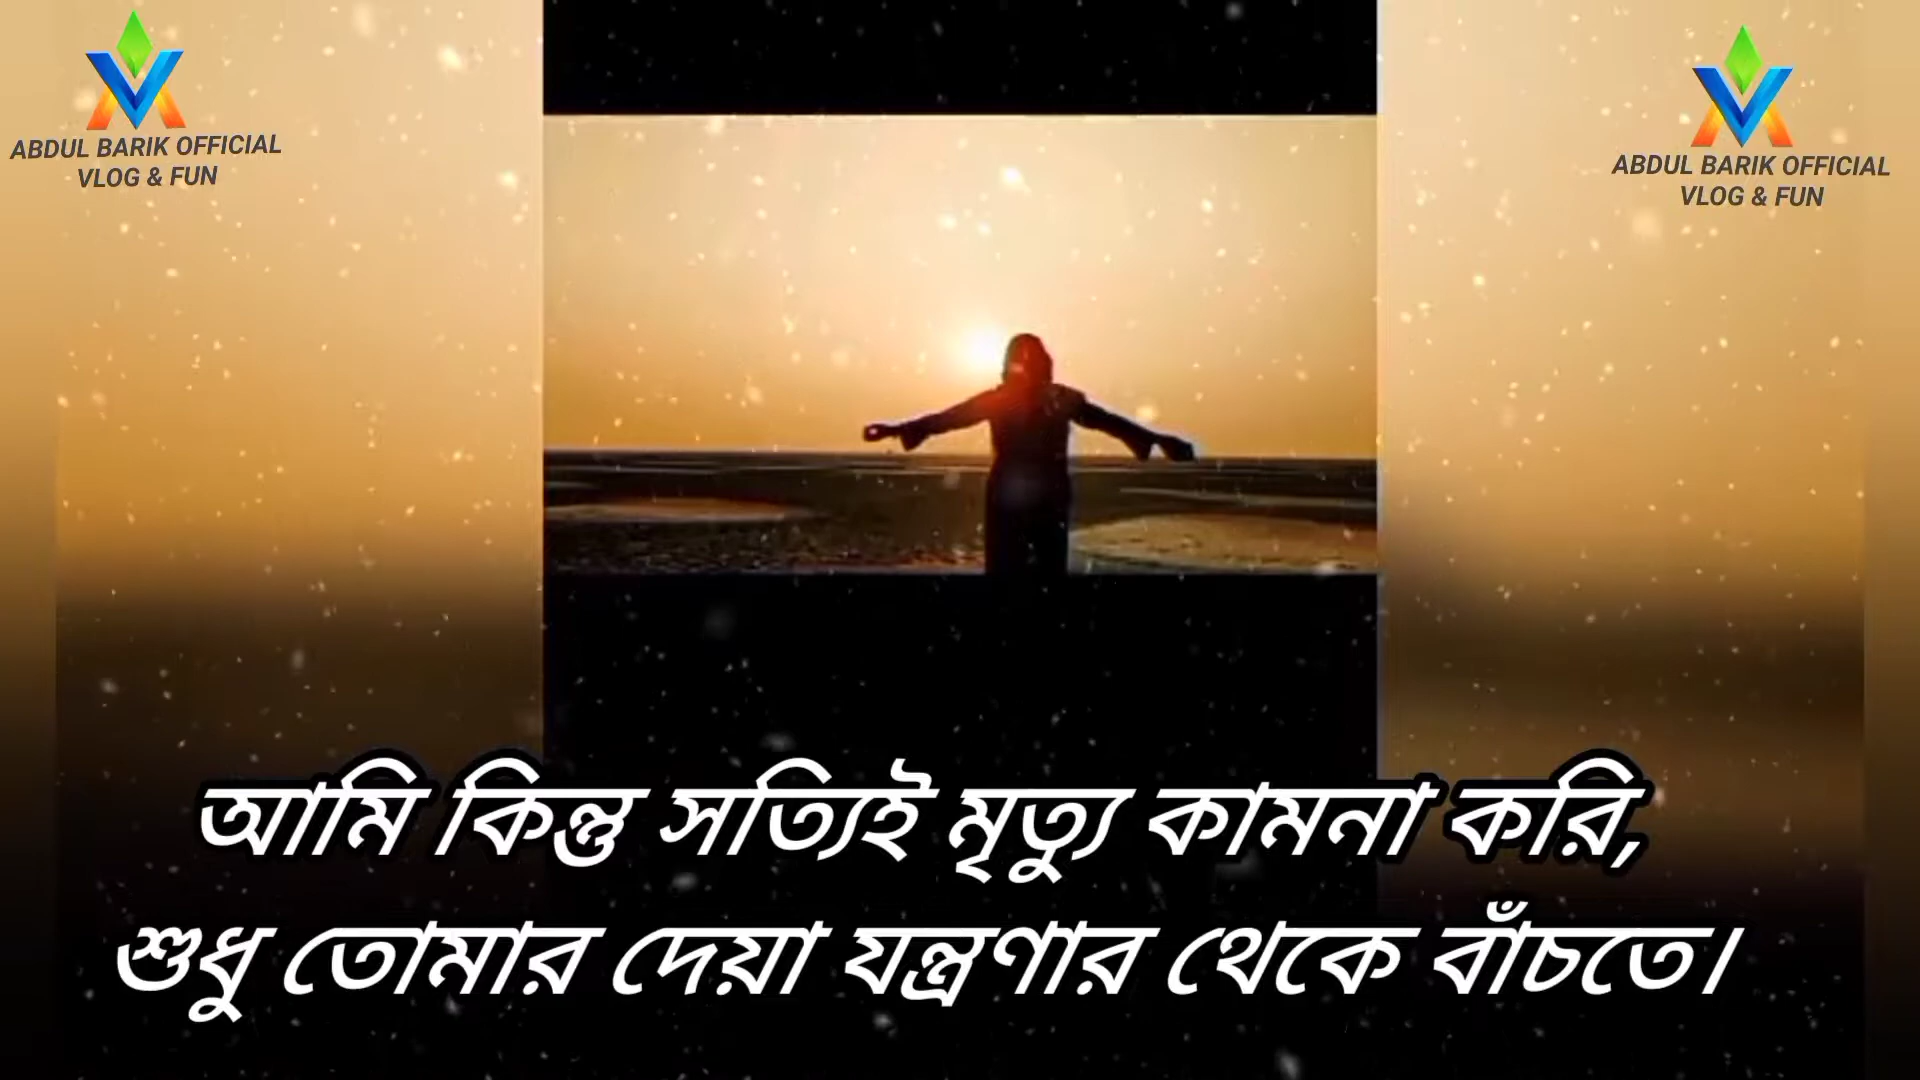 ABDUL BARIK OFFICIAL
VLOG & FUN
ABDUL BARIK OFFICIAL
VLOG & FUN
আমি কিন্তু সত্যিই মৃত্যু কামনা করি,
শুধু তোমার দেয়া যন্ত্রণার থেকে বাঁচতে।